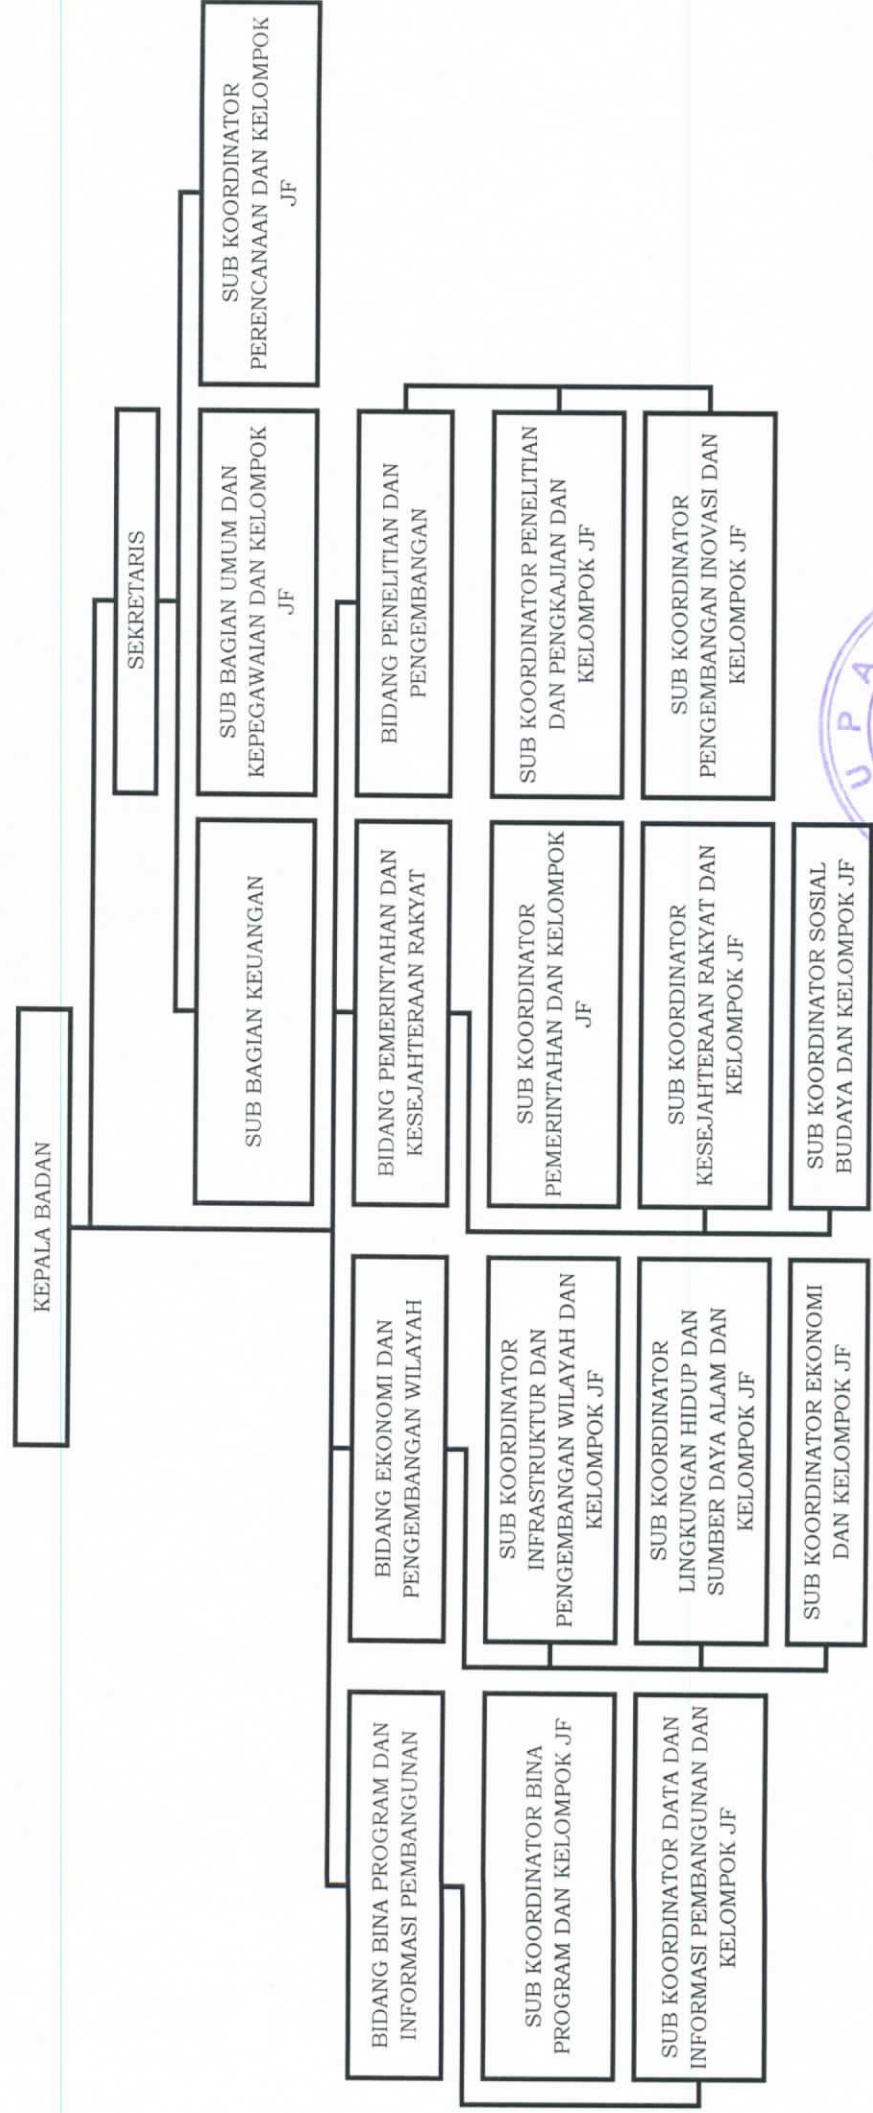 KEPALA BADAN
SEKRETARIS
SUB BAGIAN KEUANGAN
SUB BAGIAN UMUM DAN
KEPEGAWAIAN DAN KELOMPOK
JF
SUB KOORDINATOR
PERENCANAAN DAN KELOMPOK
JF
BIDANG BINA PROGRAM DAN
INFORMASI PEMBANGUNAN
BIDANG EKONOMI DAN
PENGEMBANGAN WILAYAH
BIDANG PEMERINTAHAN DAN
KESEJAHTERAAN RAKYAT
BIDANG PENELITIAN DAN
PENGEMBANGAN
SUB KOORDINATOR BINA
PROGRAM DAN KELOMPOK JF
SUB KOORDINATOR
INFRASTRUKTUR DAN
PENGEMBANGAN WILAYAH DAN
KELOMPOK JF
SUB KOORDINATOR
PEMERINTAHAN DAN KELOMPOK
JF
SUB KOORDINATOR PENELITIAN
DAN PENGKAJIAN DAN
KELOMPOK JF
SUB KOORDINATOR DATA DAN
INFORMASI PEMBANGUNAN DAN
KELOMPOK JF
SUB KOORDINATOR
LINGKUNGAN HIDUP DAN
SUMBER DAYA ALAM DAN
KELOMPOK JF
SUB KOORDINATOR
KESEJAHTERAAN RAKYAT DAN
KELOMPOK JF
SUB KOORDINATOR
PENGEMBANGAN INOVASI DAN
KELOMPOK JF
SUB KOORDINATOR EKONOMI
DAN KELOMPOK JF
SUB KOORDINATOR SOSIAL
BUDAYA DAN KELOMPOK JF
UPA